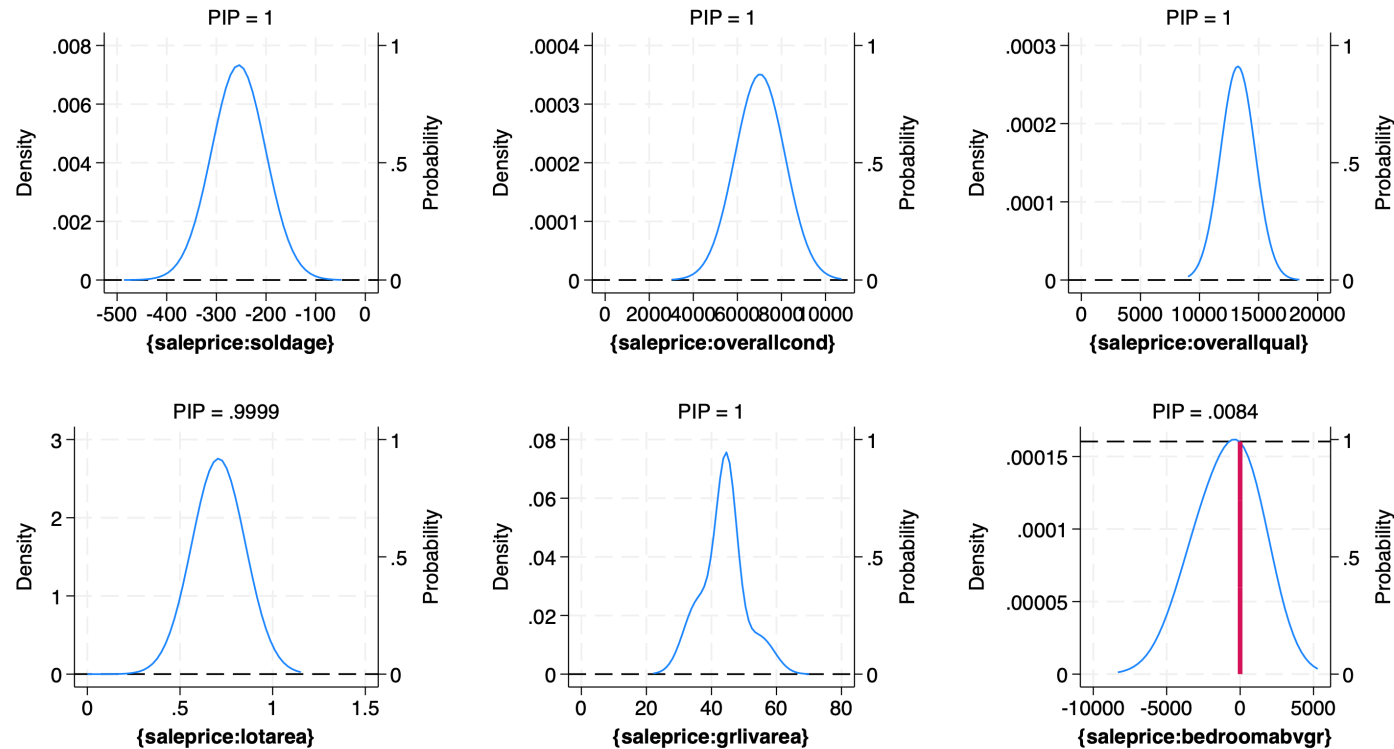 PIP = 1
.008
.006
.004
.002
0
Density
1
.5
0
Probability
-500 -400 -300 -200 -100 0
{saleprice:soldage}
PIP = 1
.0004
.0003
.0002
.0001
0
Density
1
.5
0
Probability
0 2000 4000 6000 8000 10000
{saleprice:overallcond}
PIP = 1
.0003
.0002
.0001
0
Density
1
.5
0
Probability
0 5000 10000 15000 20000
{saleprice:overallqual}
PIP = .9999
3
2
1
0
Density
1
.5
0
Probability
0 .5 1 1.5
{saleprice:lotarea}
PIP = 1
.08
.06
.04
.02
0
Density
1
.5
0
Probability
0 20 40 60 80
{saleprice:grlivarea}
PIP = .0084
.00015
.0001
.00005
0
Density
1
.5
0
Probability
-10000 -5000 0 5000
{saleprice:bedroomabvgr}